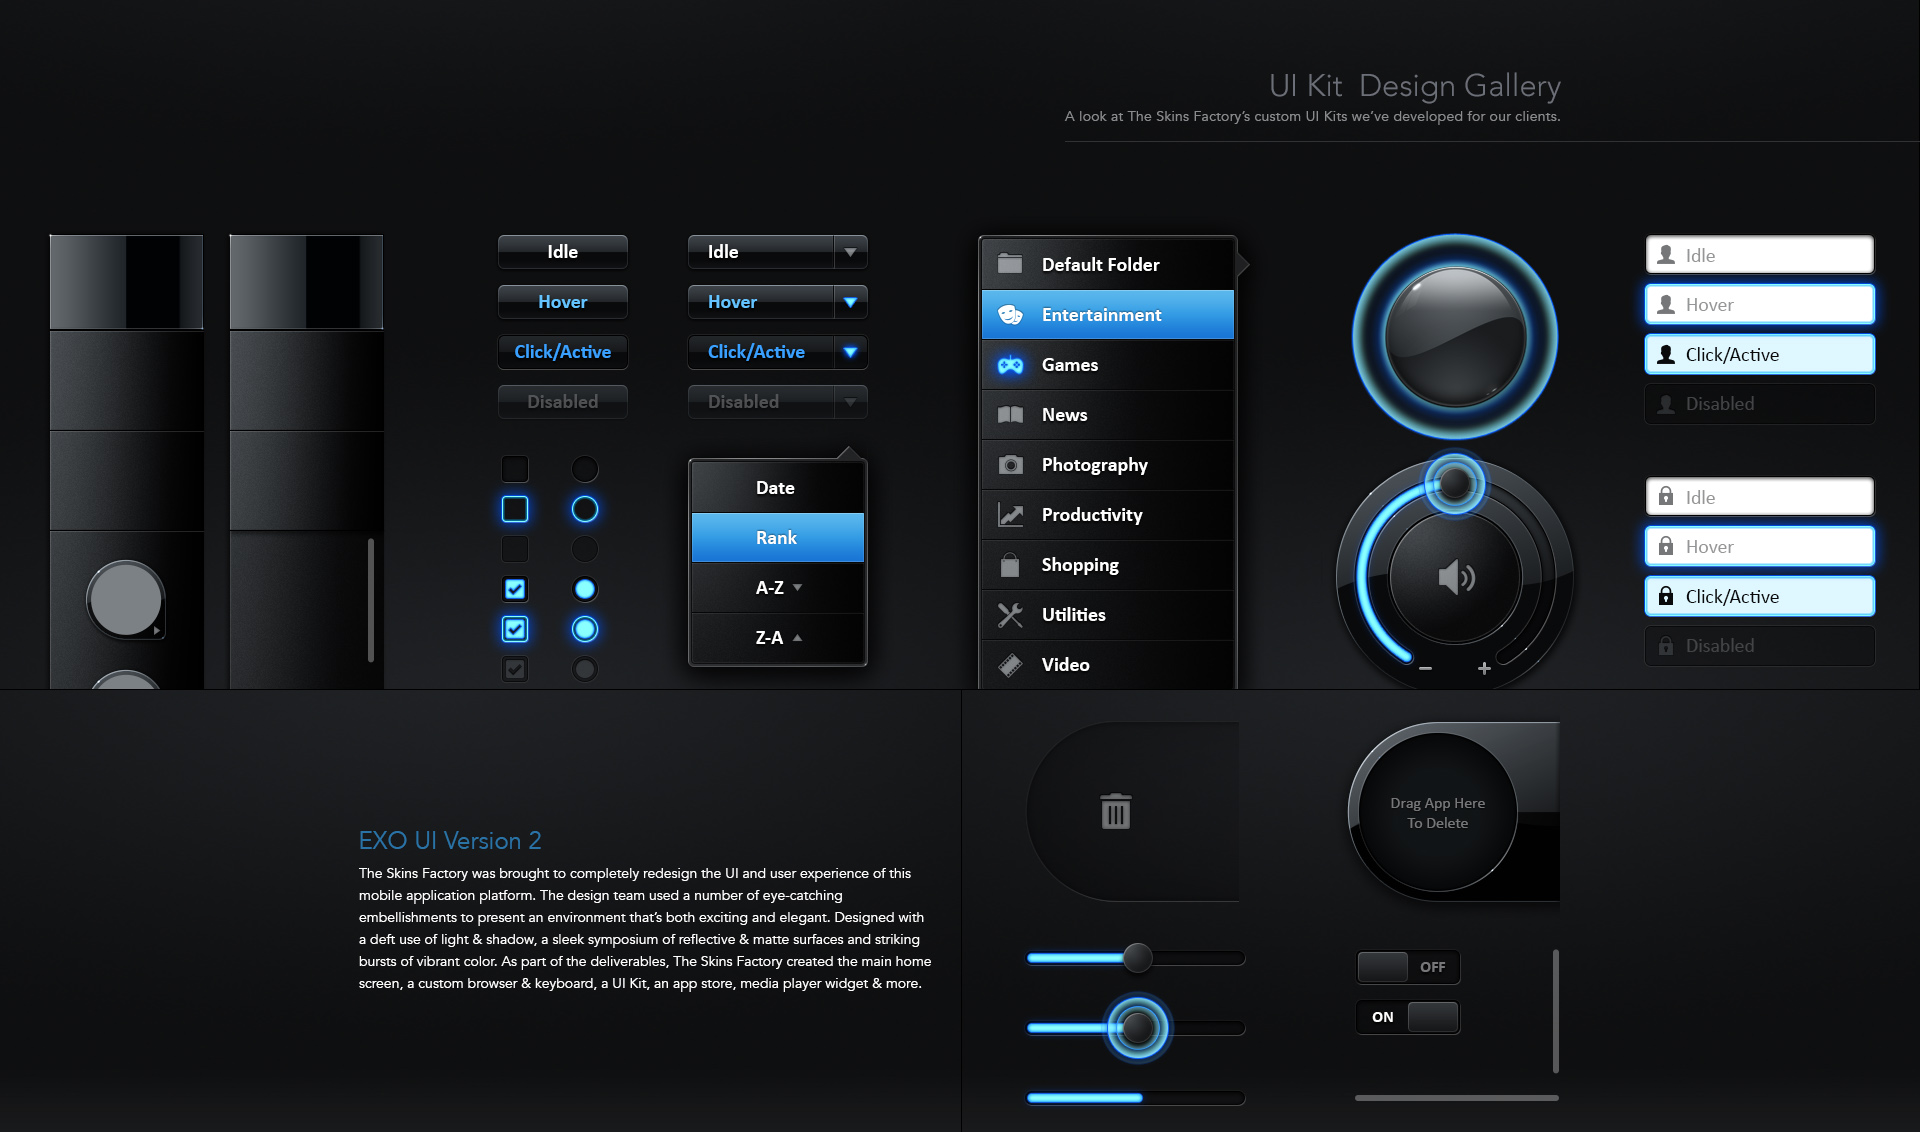 UI Kit Design Gallery
A look at The Skins Factory's custom UI Kits we've developed for our clients.
Idle
Hover
Click/Active
Disabled
Idle
Hover
Click/Active
Disabled
Date
Rank
A-Z
Z-A
Default Folder
Entertainment
Games
News
Photography
Productivity
Shopping
Utilities
Video
Idle
Hover
Click/Active
Disabled
Idle
Hover
Click/Active
Disabled
EXO UI Version 2
The Skins Factory was brought to completely redesign the UI and user experience of this
mobile application platform. The design team used a number of eye-catching
embellishments to present an environment that's both exciting and elegant. Designed with
a deft use of light & shadow, a sleek symposium of reflective & matte surfaces and striking
bursts of vibrant color. As part of the deliverables, The Skins Factory created the main home
screen, a custom browser & keyboard, a UI Kit, an app store, media player widget & more.
Drag App Here
To Delete
OFF
ON